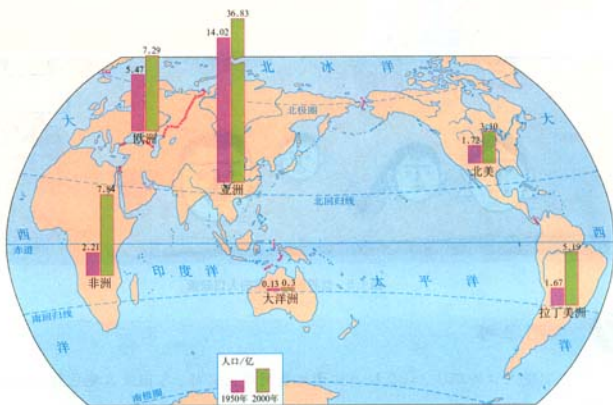 36.83
14.02
7.29
5.47
北 冰 洋
大
大
北极圈
欧洲
3.10
1.72
亚洲
北美
7.94
北回归线
西
西
赤道
2.21
5.19
印 度 洋
太 平 洋
非洲
0.13 0.3
大洋洲
1.67
南回归线
拉丁美洲
洋
洋
人口/亿
1950年 2000年
南极圈